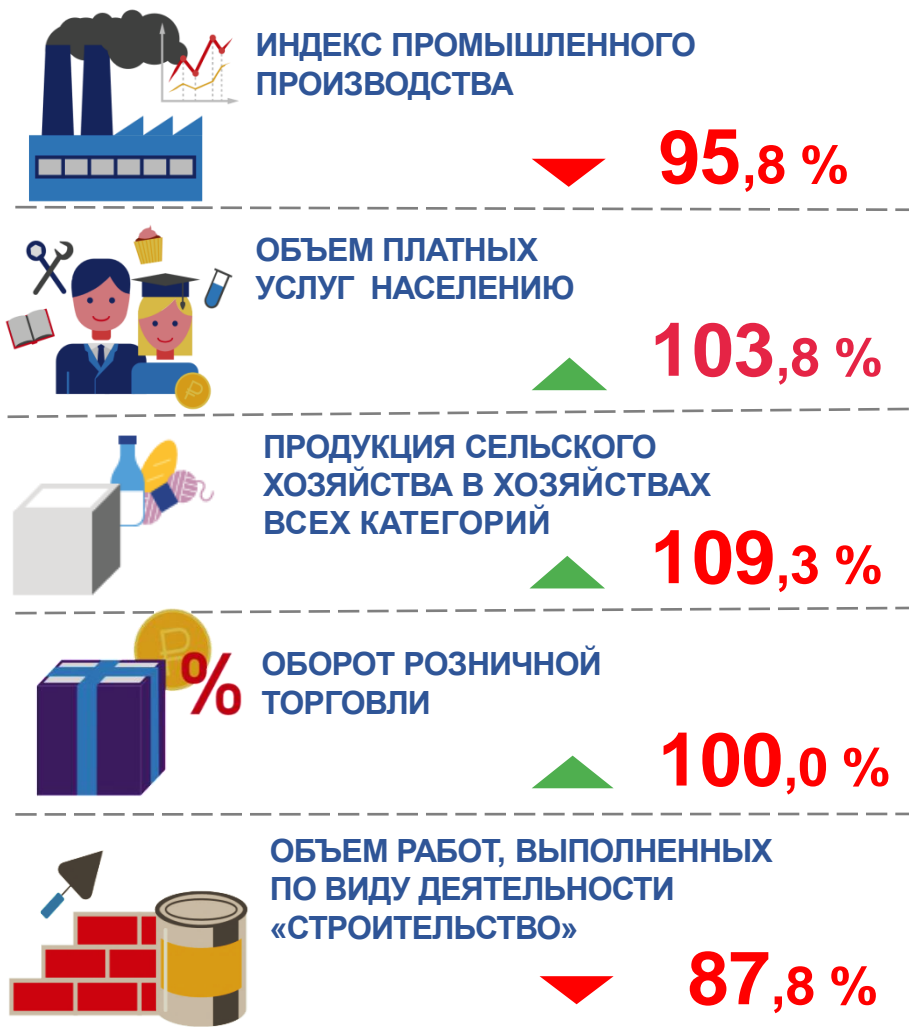 ИНДЕКС ПРОМЫШЛЕННОГО
ПРОИЗВОДСТВА
95,8 %
ОБЪЕМ ПЛАТНЫХ
УСЛУГ НАСЕЛЕНИЮ
103,8 %
ПРОДУКЦИЯ СЕЛЬСКОГО
ХОЗЯЙСТВА В ХОЗЯЙСТВАХ
ВСЕХ КАТЕГОРИЙ
109,3 %
%
ОБОРОТ РОЗНИЧНОЙ
ТОРГОВЛИ
100,0 %
ОБЪЕМ РАБОТ, ВЫПОЛНЕННЫХ
ПО ВИДУ ДЕЯТЕЛЬНОСТИ
«СТРОИТЕЛЬСТВО»
87,8 %